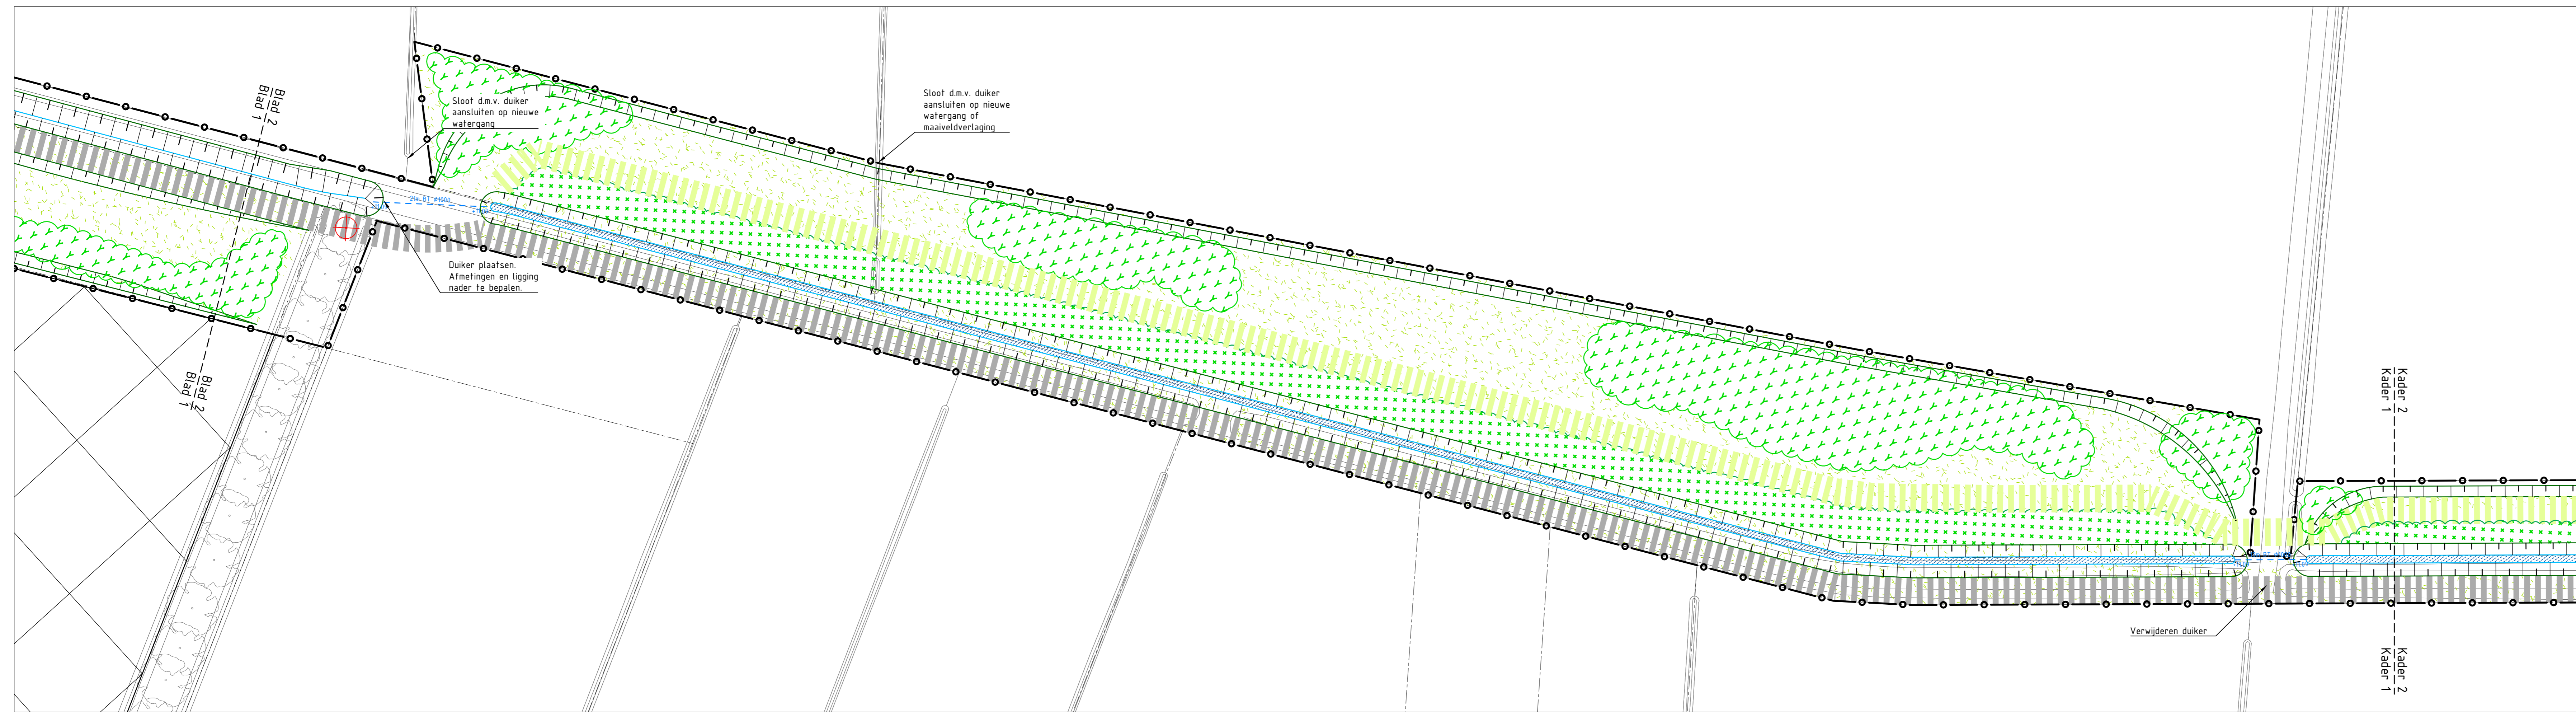 Blad 2
Blad 1
Sloot d.m.v. duiker
aansluiten op nieuwe
watergang
Sloot d.m.v. duiker
aansluiten op nieuwe
watergang of
maaiveldverlaging
Duiker plaatsen.
Afmetingen en ligging
nader te bepalen.
Blad 2
Blad 1
Kader 2
Kader 1
Verwijderen duiker
Kader 2
Kader 1